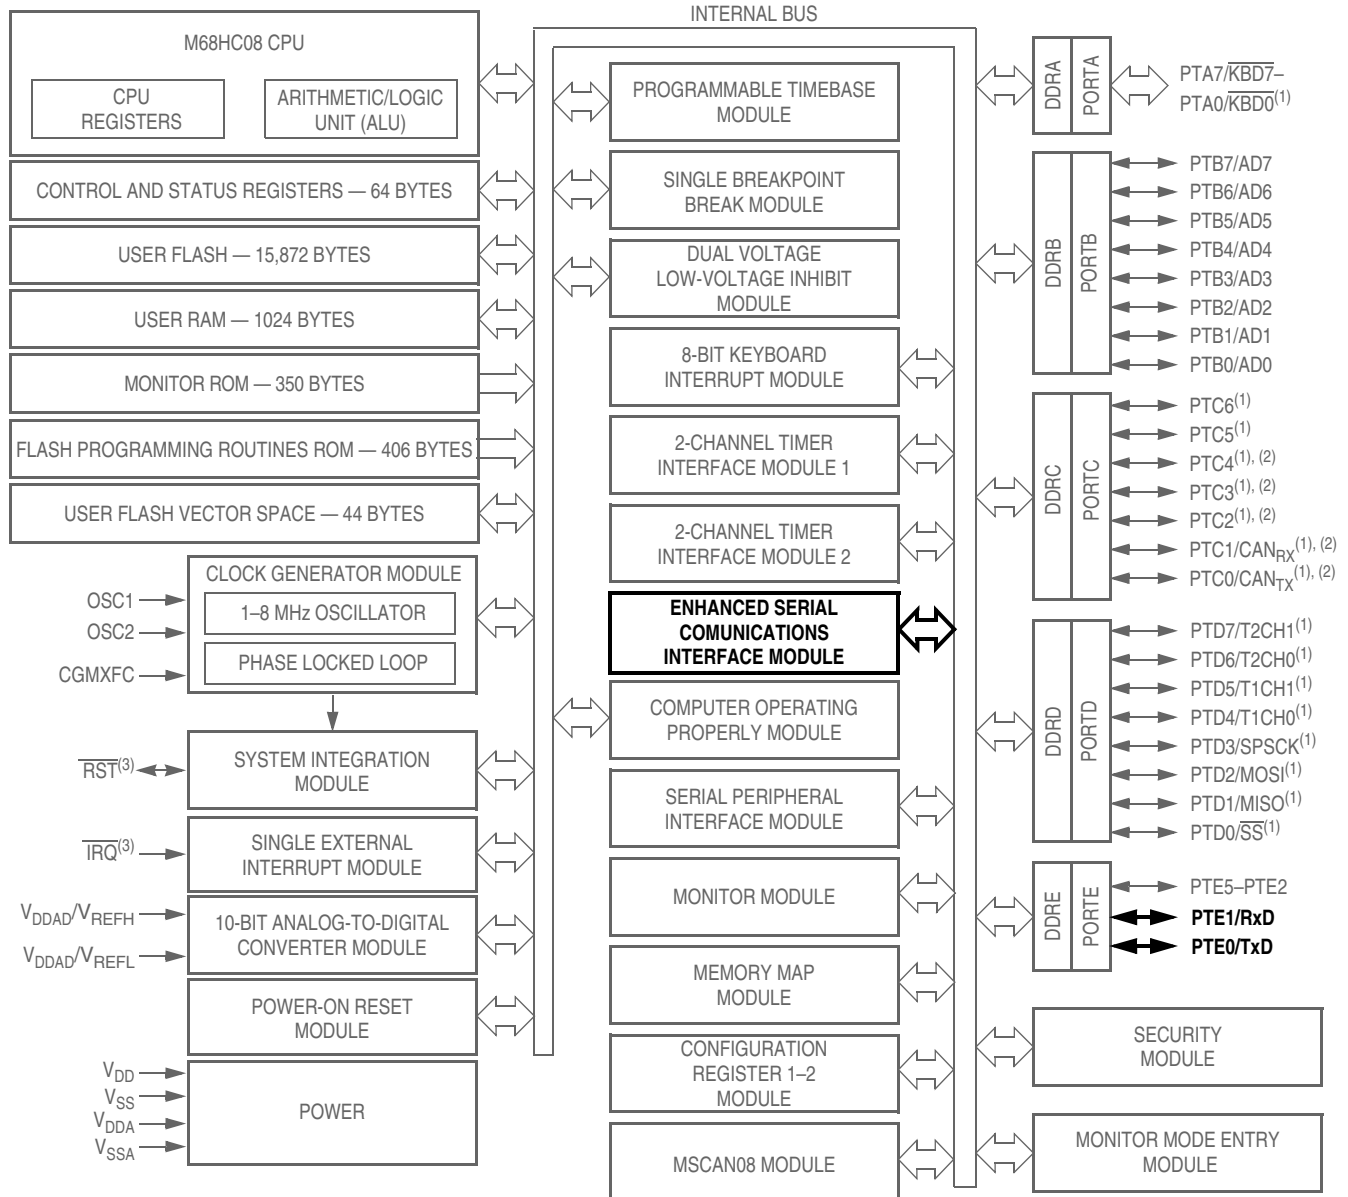 INTERNAL BUS
M68HC08 CPU
CPU
REGISTERS
ARITHMETIC/LOGIC
UNIT (ALU)
CONTROL AND STATUS REGISTERS — 64 BYTES
USER FLASH — 15,872 BYTES
USER RAM — 1024 BYTES
MONITOR ROM — 350 BYTES
FLASH PROGRAMMING ROUTINES ROM — 406 BYTES
USER FLASH VECTOR SPACE — 44 BYTES
CLOCK GENERATOR MODULE
1–8 MHz OSCILLATOR
PHASE LOCKED LOOP
OSC1
OSC2
CGMXFC
SYSTEM INTEGRATION
MODULE
RST(3)
SINGLE EXTERNAL
INTERRUPT MODULE
IRQ(3)
10-BIT ANALOG-TO-DIGITAL
CONVERTER MODULE
VDDAD/VREFH
VDDAD/VREFL
POWER-ON RESET
MODULE
POWER
VDD
VSS
VDDA
VSSA
PROGRAMMABLE TIMEBASE
MODULE
SINGLE BREAKPOINT
BREAK MODULE
DUAL VOLTAGE
LOW-VOLTAGE INHIBIT
MODULE
8-BIT KEYBOARD
INTERRUPT MODULE
2-CHANNEL TIMER
INTERFACE MODULE 1
2-CHANNEL TIMER
INTERFACE MODULE 2
ENHANCED SERIAL
COMUNICATIONS
INTERFACE MODULE
COMPUTER OPERATING
PROPERLY MODULE
SERIAL PERIPHERAL
INTERFACE MODULE
MONITOR MODULE
MEMORY MAP
MODULE
CONFIGURATION
REGISTER 1–2
MODULE
MSCAN08 MODULE
DDRA
PORTA
PTA7/KBD7–
PTA0/KBD0(1)
DDRB
PORTB
PTB7/AD7
PTB6/AD6
PTB5/AD5
PTB4/AD4
PTB3/AD3
PTB2/AD2
PTB1/AD1
PTB0/AD0
DDRC
PORTC
PTC6(1)
PTC5(1)
PTC4(1), (2)
PTC3(1), (2)
PTC2(1), (2)
PTC1/CANRX(1), (2)
PTC0/CANTX(1), (2)
DDRD
PORTD
PTD7/T2CH1(1)
PTD6/T2CH0(1)
PTD5/T1CH1(1)
PTD4/T1CH0(1)
PTD3/SPSCK(1)
PTD2/MOSI(1)
PTD1/MISO(1)
PTD0/SS(1)
DDRE
PORTE
PTE5–PTE2
PTE1/RxD
PTE0/TxD
SECURITY
MODULE
MONITOR MODE ENTRY
MODULE